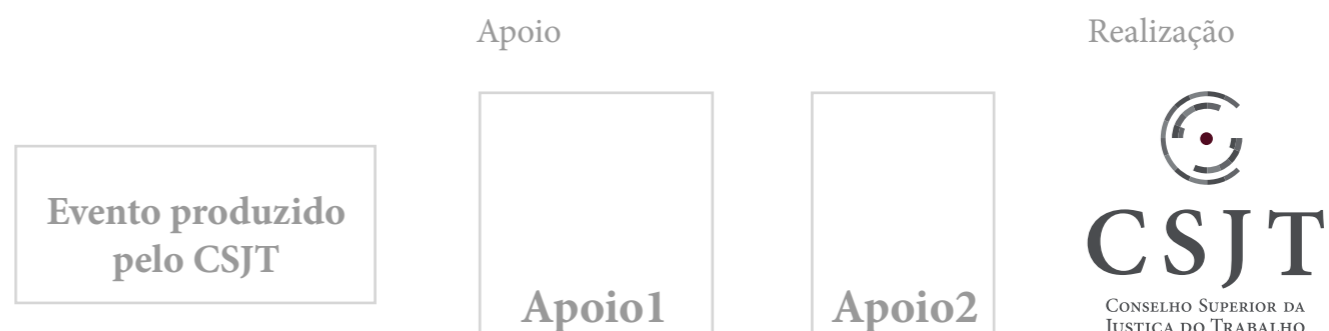 Apoio
Realização
Evento produzido
pelo CSJT
Apoio1
Apoio2
CSJT
CONSELHO SUPERIOR DA
JUSTIÇA DO TRABALHO